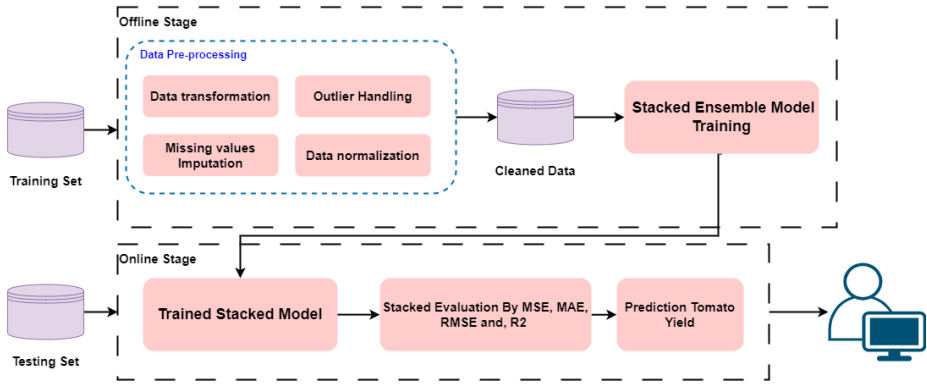 Offline Stage
Data Pre-processing
Data transformation
Outlier Handling
Missing values
Imputation
Data normalization
Training Set
Cleaned Data
Stacked Ensemble Model
Training
Online Stage
Testing Set
Trained Stacked Model
Stacked Evaluation By MSE, MAE,
RMSE and, R2
Prediction Tomato
Yield